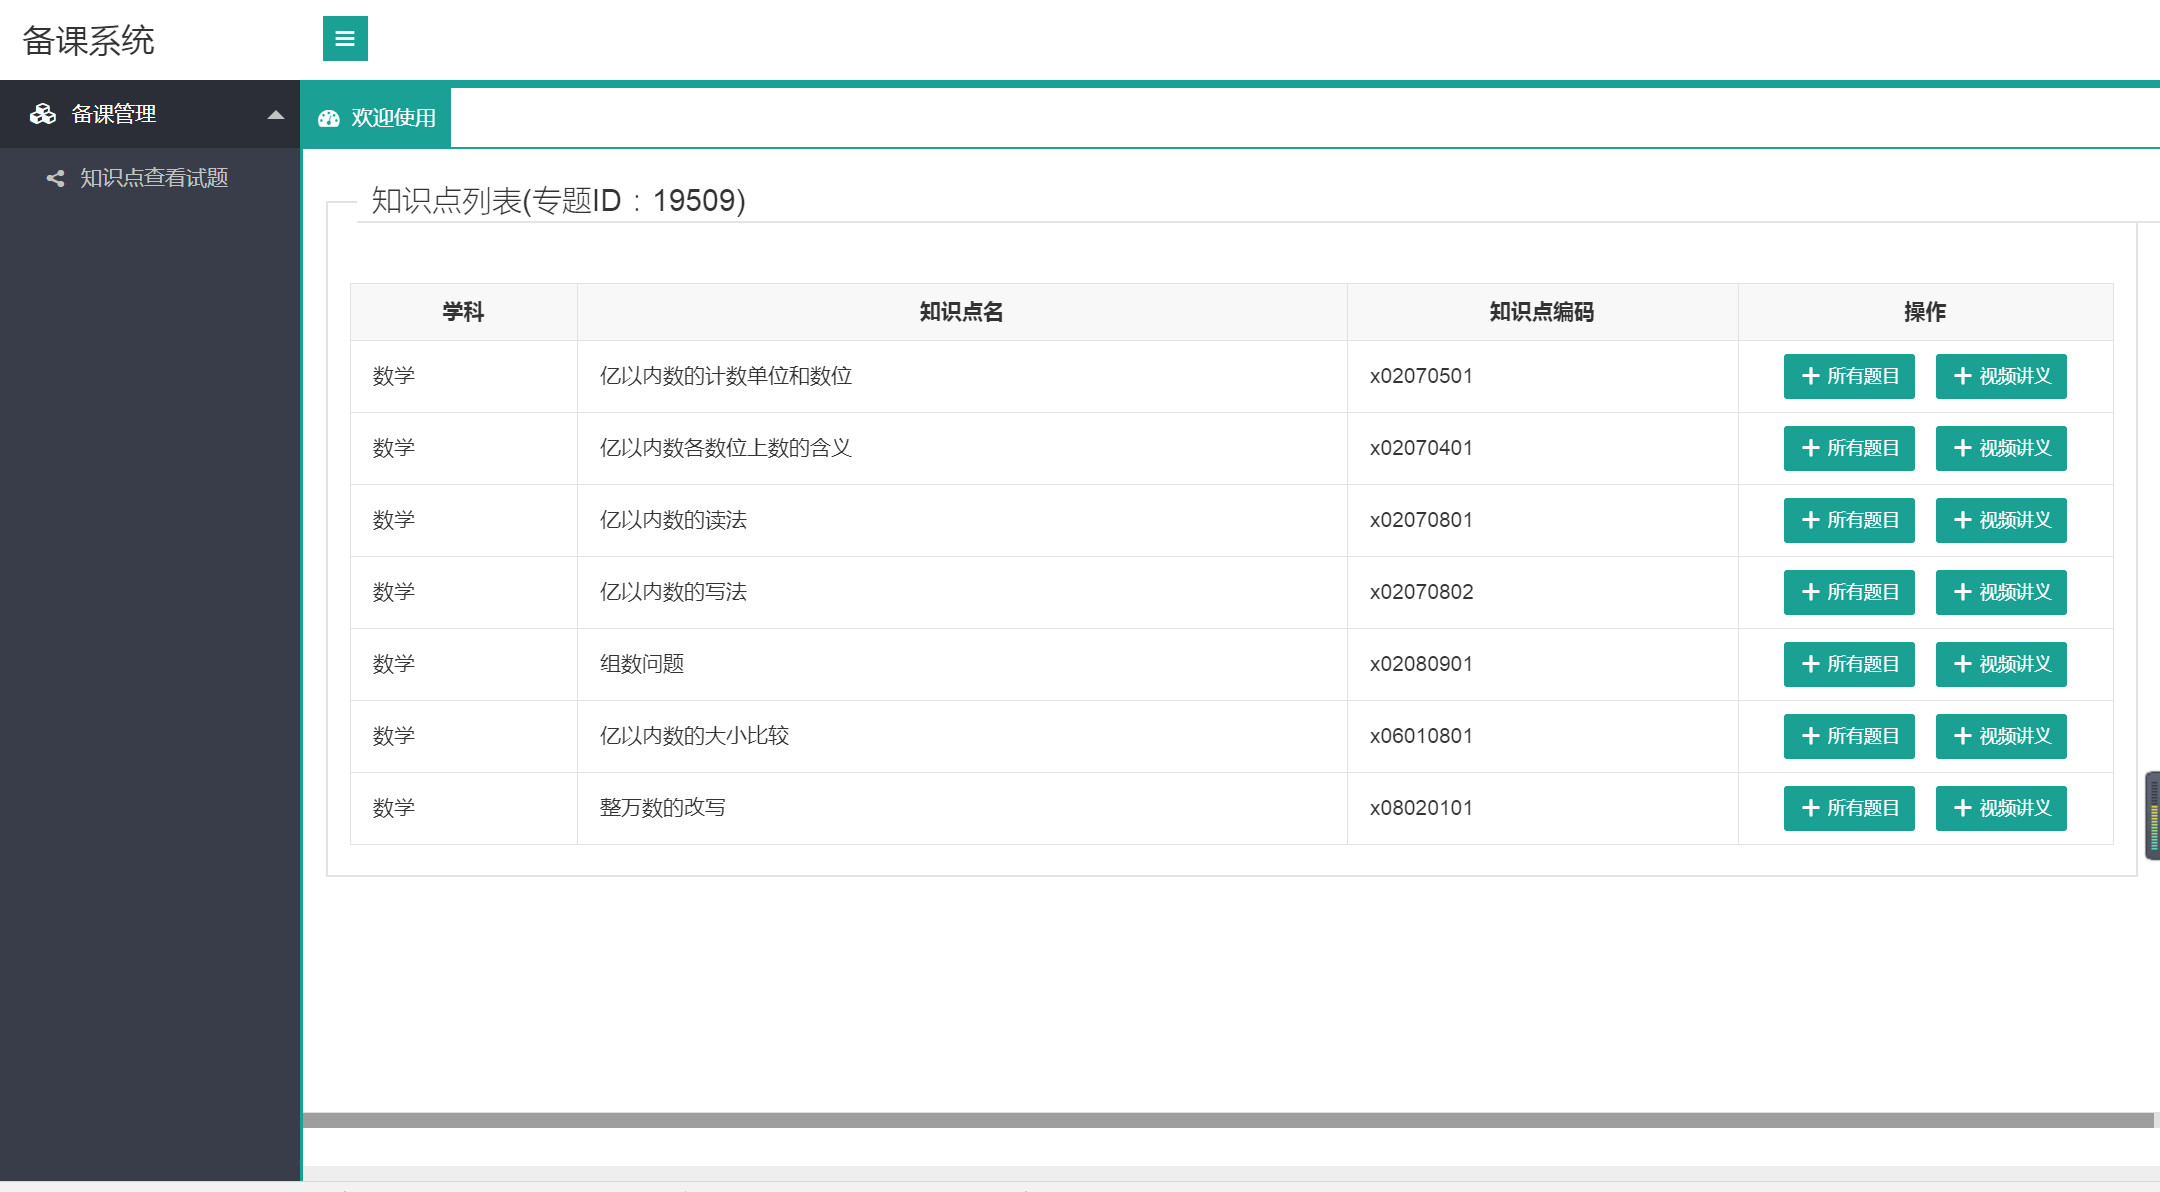 备课系统
备课管理
欢迎使用
知识点查看试题
知识点列表(专题ID：19509)
学科 知识点名 知识点编码 操作
数学 亿以内数的计数单位和数位 x02070501 所有题目 视频讲义
数学 亿以内数各数位上数的含义 x02070401 所有题目 视频讲义
数学 亿以内数的读法 x02070801 所有题目 视频讲义
数学 亿以内数的写法 x02070802 所有题目 视频讲义
数学 组数问题 x02080901 所有题目 视频讲义
数学 亿以内数的大小比较 x06010801 所有题目 视频讲义
数学 整万数的改写 x08020101 所有题目 视频讲义